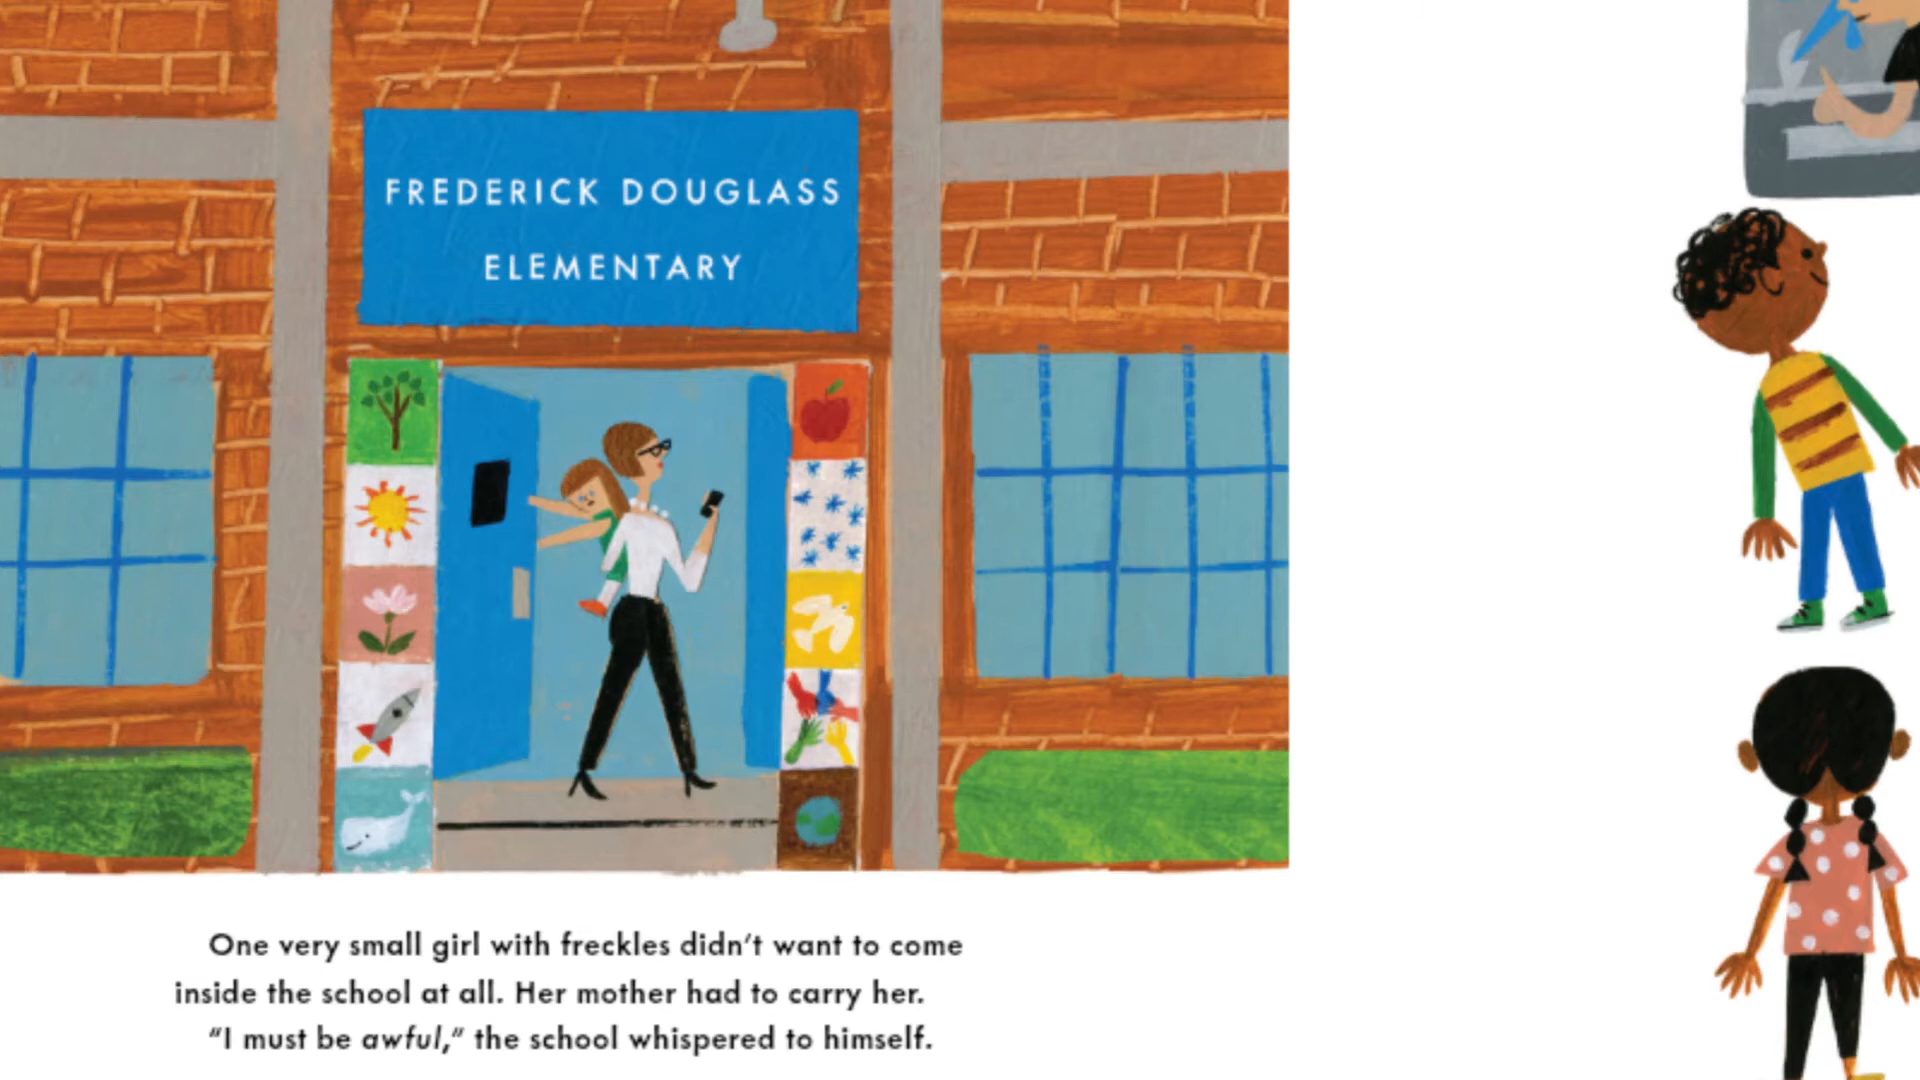 FREDERICK DOUGLASS
ELEMENTARY
One very small girl with freckles didn’t want to come
inside the school at all. Her mother had to carry her.
“I must be awful,” the school whispered to himself.